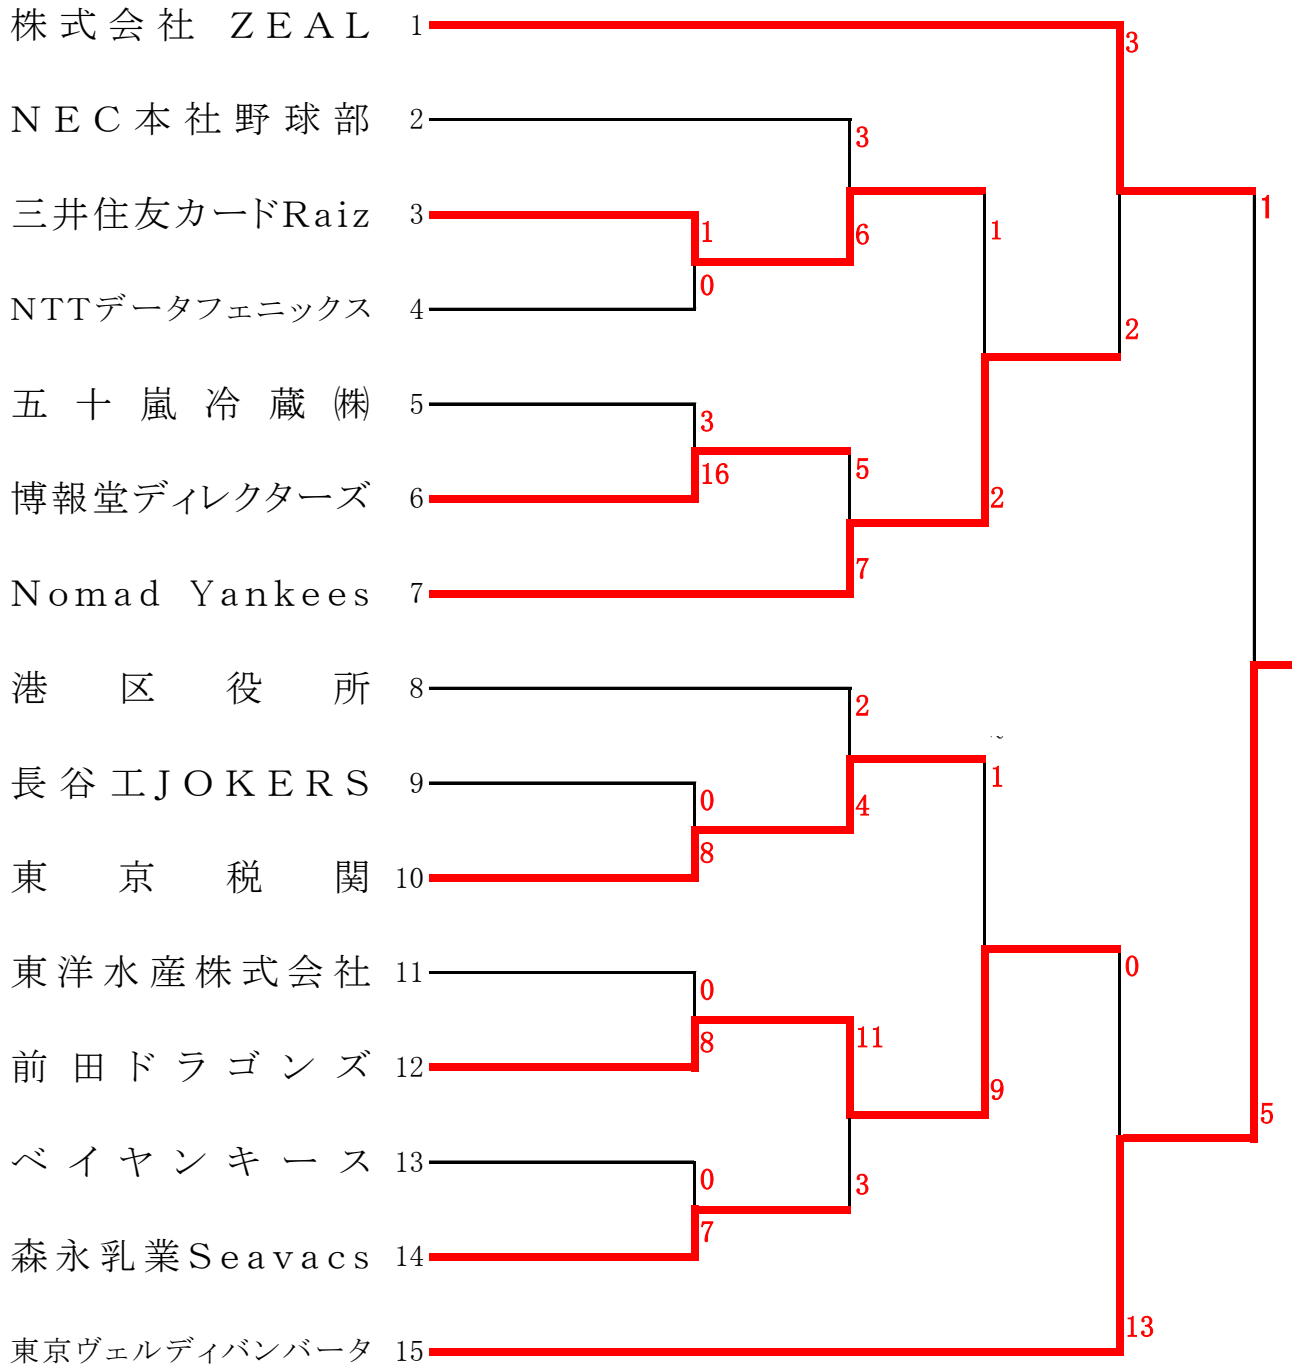 株式会社 ZEAL 1
3
NEC本社野球部 2
3
三井住友カードRaiz 3
1
1
6
1
0
NTTデータフェニックス 4
2
五十嵐冷蔵㈱ 5
3
5
16
博報堂ディレクターズ 6
2
7
Nomad Yankees 7
港区役所 8
2
1
長谷工JOKERS 9
0
4
8
東京税関 10
0
東洋水産株式会社 11
0
11
8
前田ドラゴンズ 12
9
5
ベイヤンキース 13
0
3
7
森永乳業Seavacs 14
13
東京ヴェルディバンバータ 15